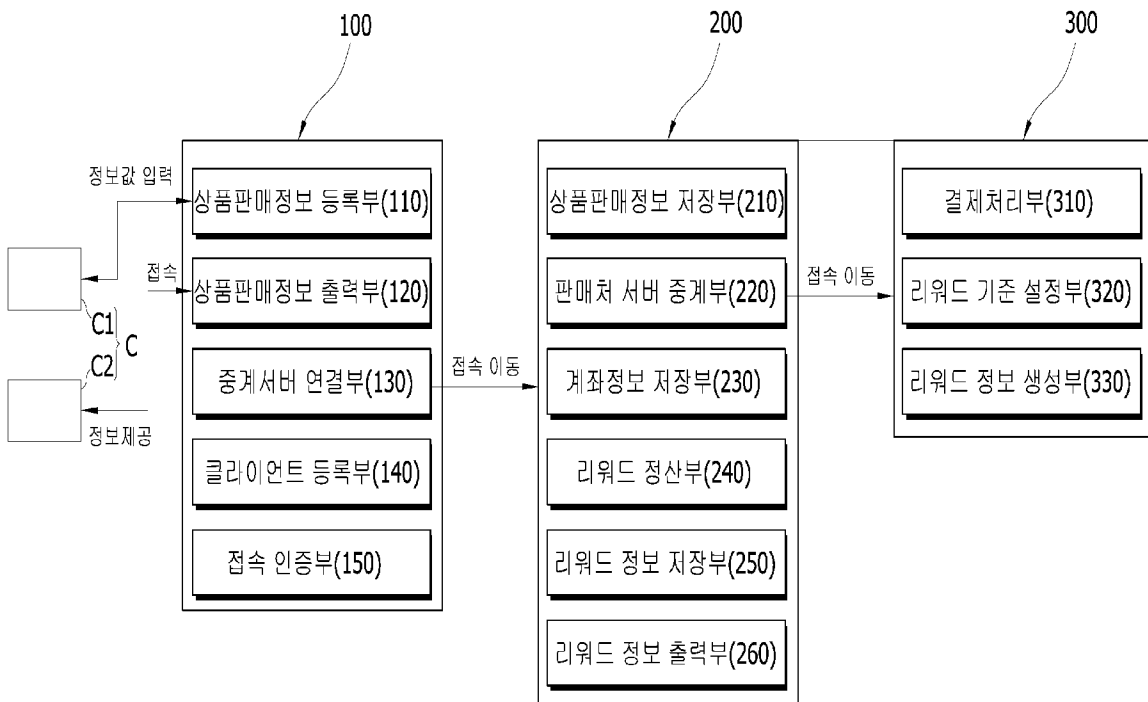 100
200
300
정보값 입력
접속
C1
C2
C
정보제공
상품판매정보 등록부(110)
상품판매정보 출력부(120)
중계서버 연결부(130)
클라이언트 등록부(140)
접속 인증부(150)
접속 이동
상품판매정보 저장부(210)
판매처 서버 중계부(220)
계좌정보 저장부(230)
리워드 정산부(240)
리워드 정보 저장부(250)
리워드 정보 출력부(260)
접속 이동
결제처리부(310)
리워드 기준 설정부(320)
리워드 정보 생성부(330)